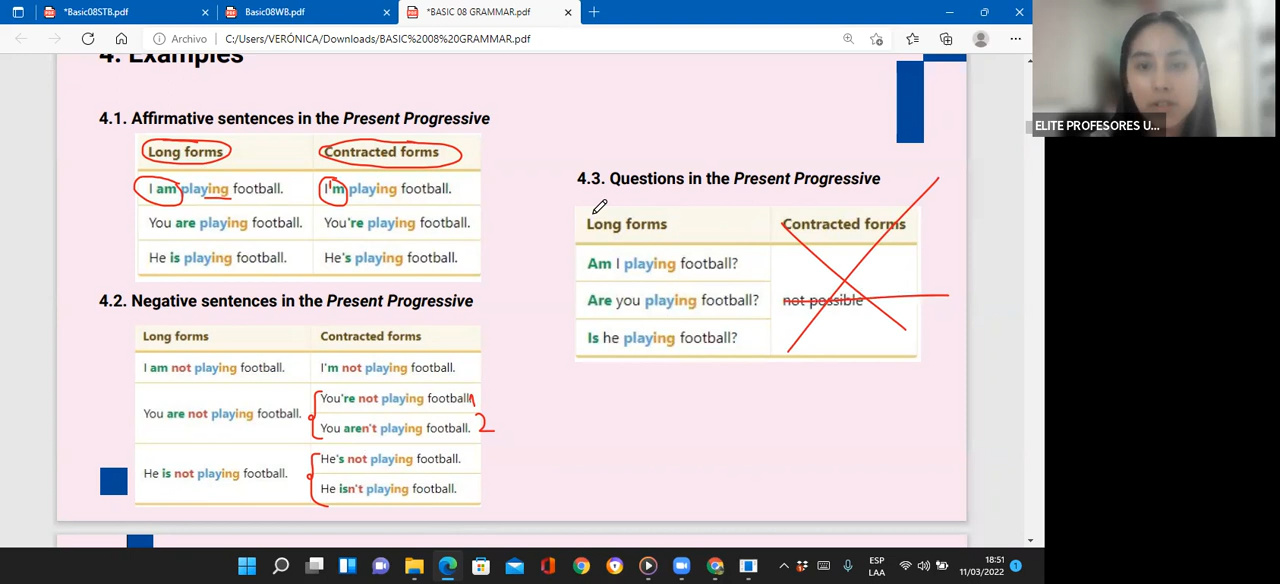 *Basic08STB.pdf
Basic08WB.pdf
*BASIC 08 GRAMMAR.pdf
Archivo
C:/Users/VERÓNICA/Downloads/BASIC%2008%20GRAMMAR.pdf
ELITE PROFESORES U...
4. Examples
4.1. Affirmative sentences in the Present Progressive
Long forms Contracted forms
I am playing football. I'm playing football.
You are playing football. You're playing football.
He is playing football. He's playing football.
4.2. Negative sentences in the Present Progressive
Long forms Contracted forms
I am not playing football. I'm not playing football.
You are not playing football. You're not playing football. 1
You aren't playing football. 2
He is not playing football. He's not playing football.
He isn't playing football.
4.3. Questions in the Present Progressive
Long forms Contracted forms
Am I playing football?
Are you playing football? not possible
Is he playing football?
ESP
LAA
18:51
11/03/2022
1